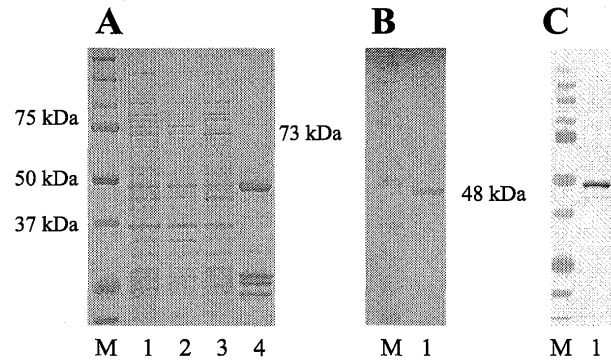 A
B
C
75 kDa
50 kDa
37 kDa
73 kDa
48 kDa
M 1 2 3 4
M 1
M 1